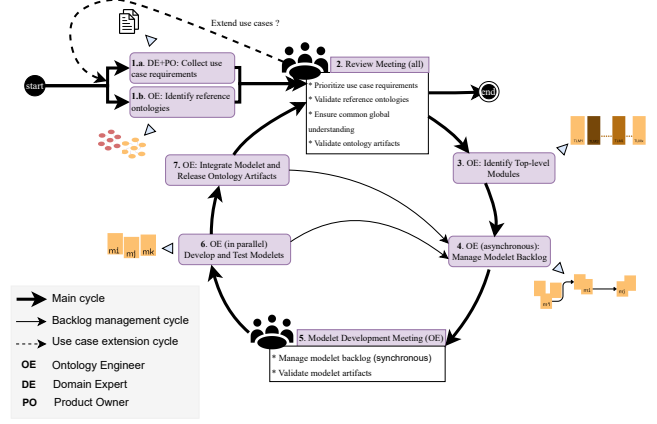 Extend use cases ?
start
1.a. DE+PO: Collect use
case requirements
1.b. OE: Identify reference
ontologies
2. Review Meeting (all)
* Prioritize use case requirements
* Validate reference ontologies
* Ensure common global
understanding
* Validate ontology artifacts
end
3. OE: Identify Top-level
Modules
7. OE: Integrate Modelet and
Release Ontology Artifacts
4. OE (asynchronous):
Manage Modelet Backlog
6. OE (in parallel)
Develop and Test Modelets
mi
mj
mk
5. Modelet Development Meeting (OE)
* Manage modelet backlog (synchronous)
* Validate modelet artifacts
Main cycle
Backlog management cycle
Use case extension cycle
OE Ontology Engineer
DE Domain Expert
PO Product Owner